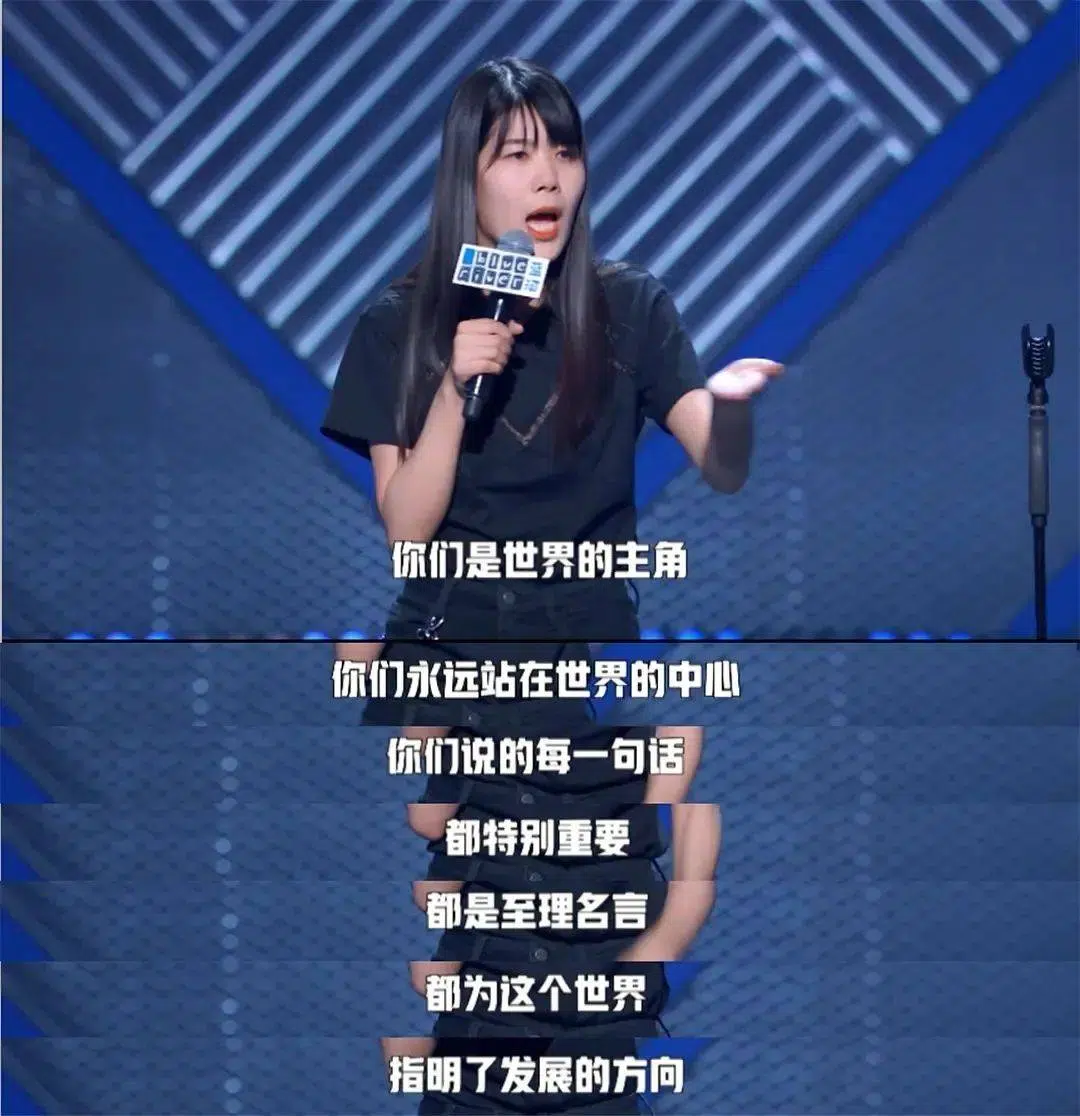 blue
river
你们是世界的主角
你们永远站在世界的中心
你们说的每一句话
都特别重要
都是至理名言
都为这个世界
指明了发展的方向